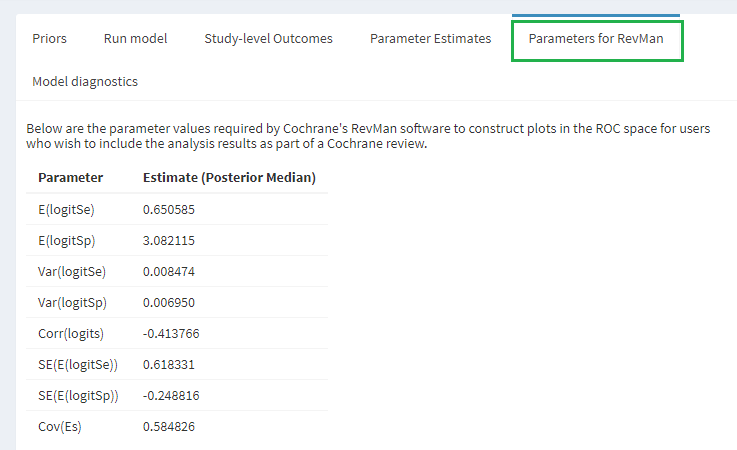 Priors Run model Study-level Outcomes Parameter Estimates Parameters for RevMan
Model diagnostics
Below are the parameter values required by Cochrane's RevMan software to construct plots in the ROC space for users
who wish to include the analysis results as part of a Cochrane review.
Parameter Estimate (Posterior Median)
E(logitSe) 0.650585
E(logitSp) 3.082115
Var(logitSe) 0.008474
Var(logitSp) 0.006950
Corr(logits) -0.413766
SE(E(logitSe)) 0.618331
SE(E(logitSp)) -0.248816
Cov(Es) 0.584826